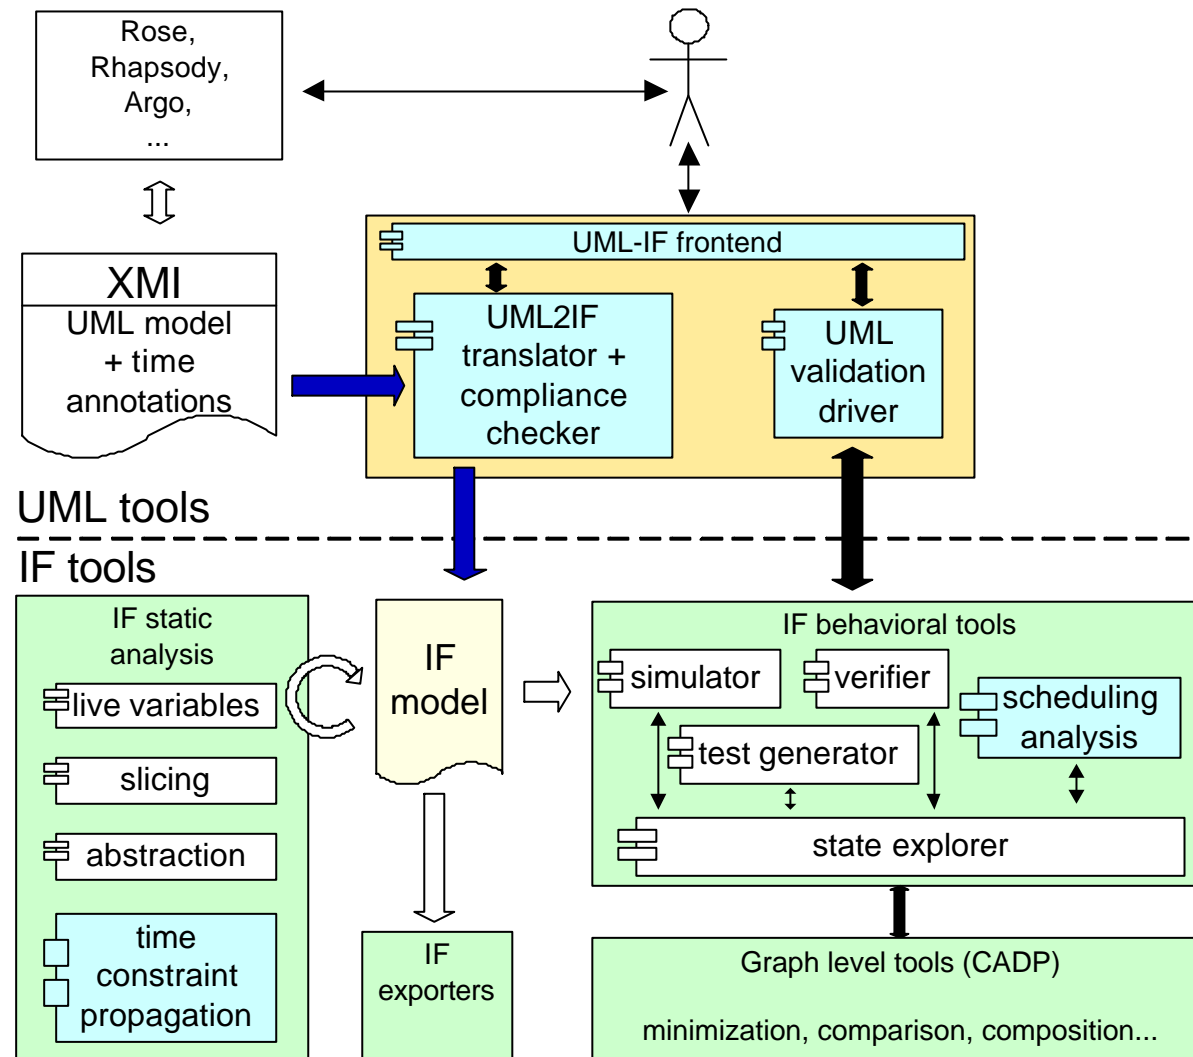 Rose,
Rhapsody,
Argo,
...
XMI
UML model
+ time
annotations
UML-IF frontend
UML2IF
translator +
compliance
checker
UML
validation
driver
UML tools
IF tools
IF static
analysis
live variables
slicing
abstraction
time
constraint
propagation
IF
model
IF
exporters
IF behavioral tools
simulator
verifier
scheduling
analysis
test generator
state explorer
Graph level tools (CADP)
minimization, comparison, composition...